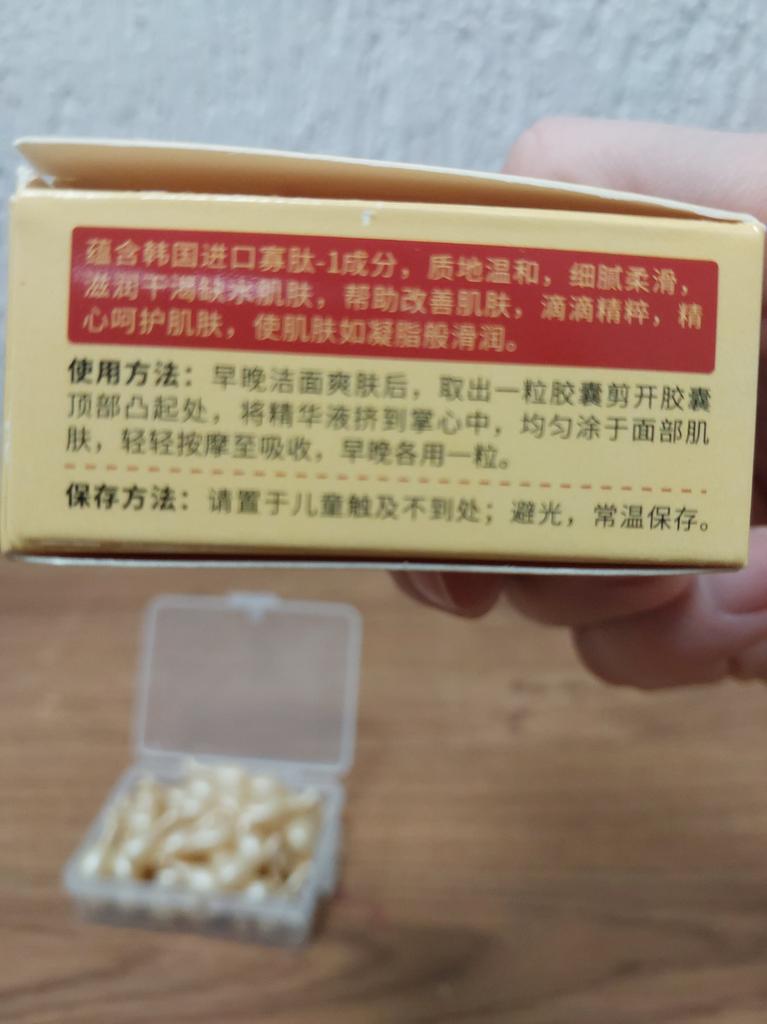 蕴含韩国进口寡肽-1成分，质地温和，细腻柔滑，
滋润干渴缺水肌肤，帮助改善肌肤，滴滴精粹，精
心呵护肌肤，使肌肤如凝脂般滑润。
使用方法：早晚洁面爽肤后，取出一粒胶囊剪开胶囊
顶部凸起处，将精华液挤到掌心中，均匀涂于面部肌
肤，轻轻按摩至吸收，早晚各用一粒。
保存方法：请置于儿童触及不到处；避光，常温保存。